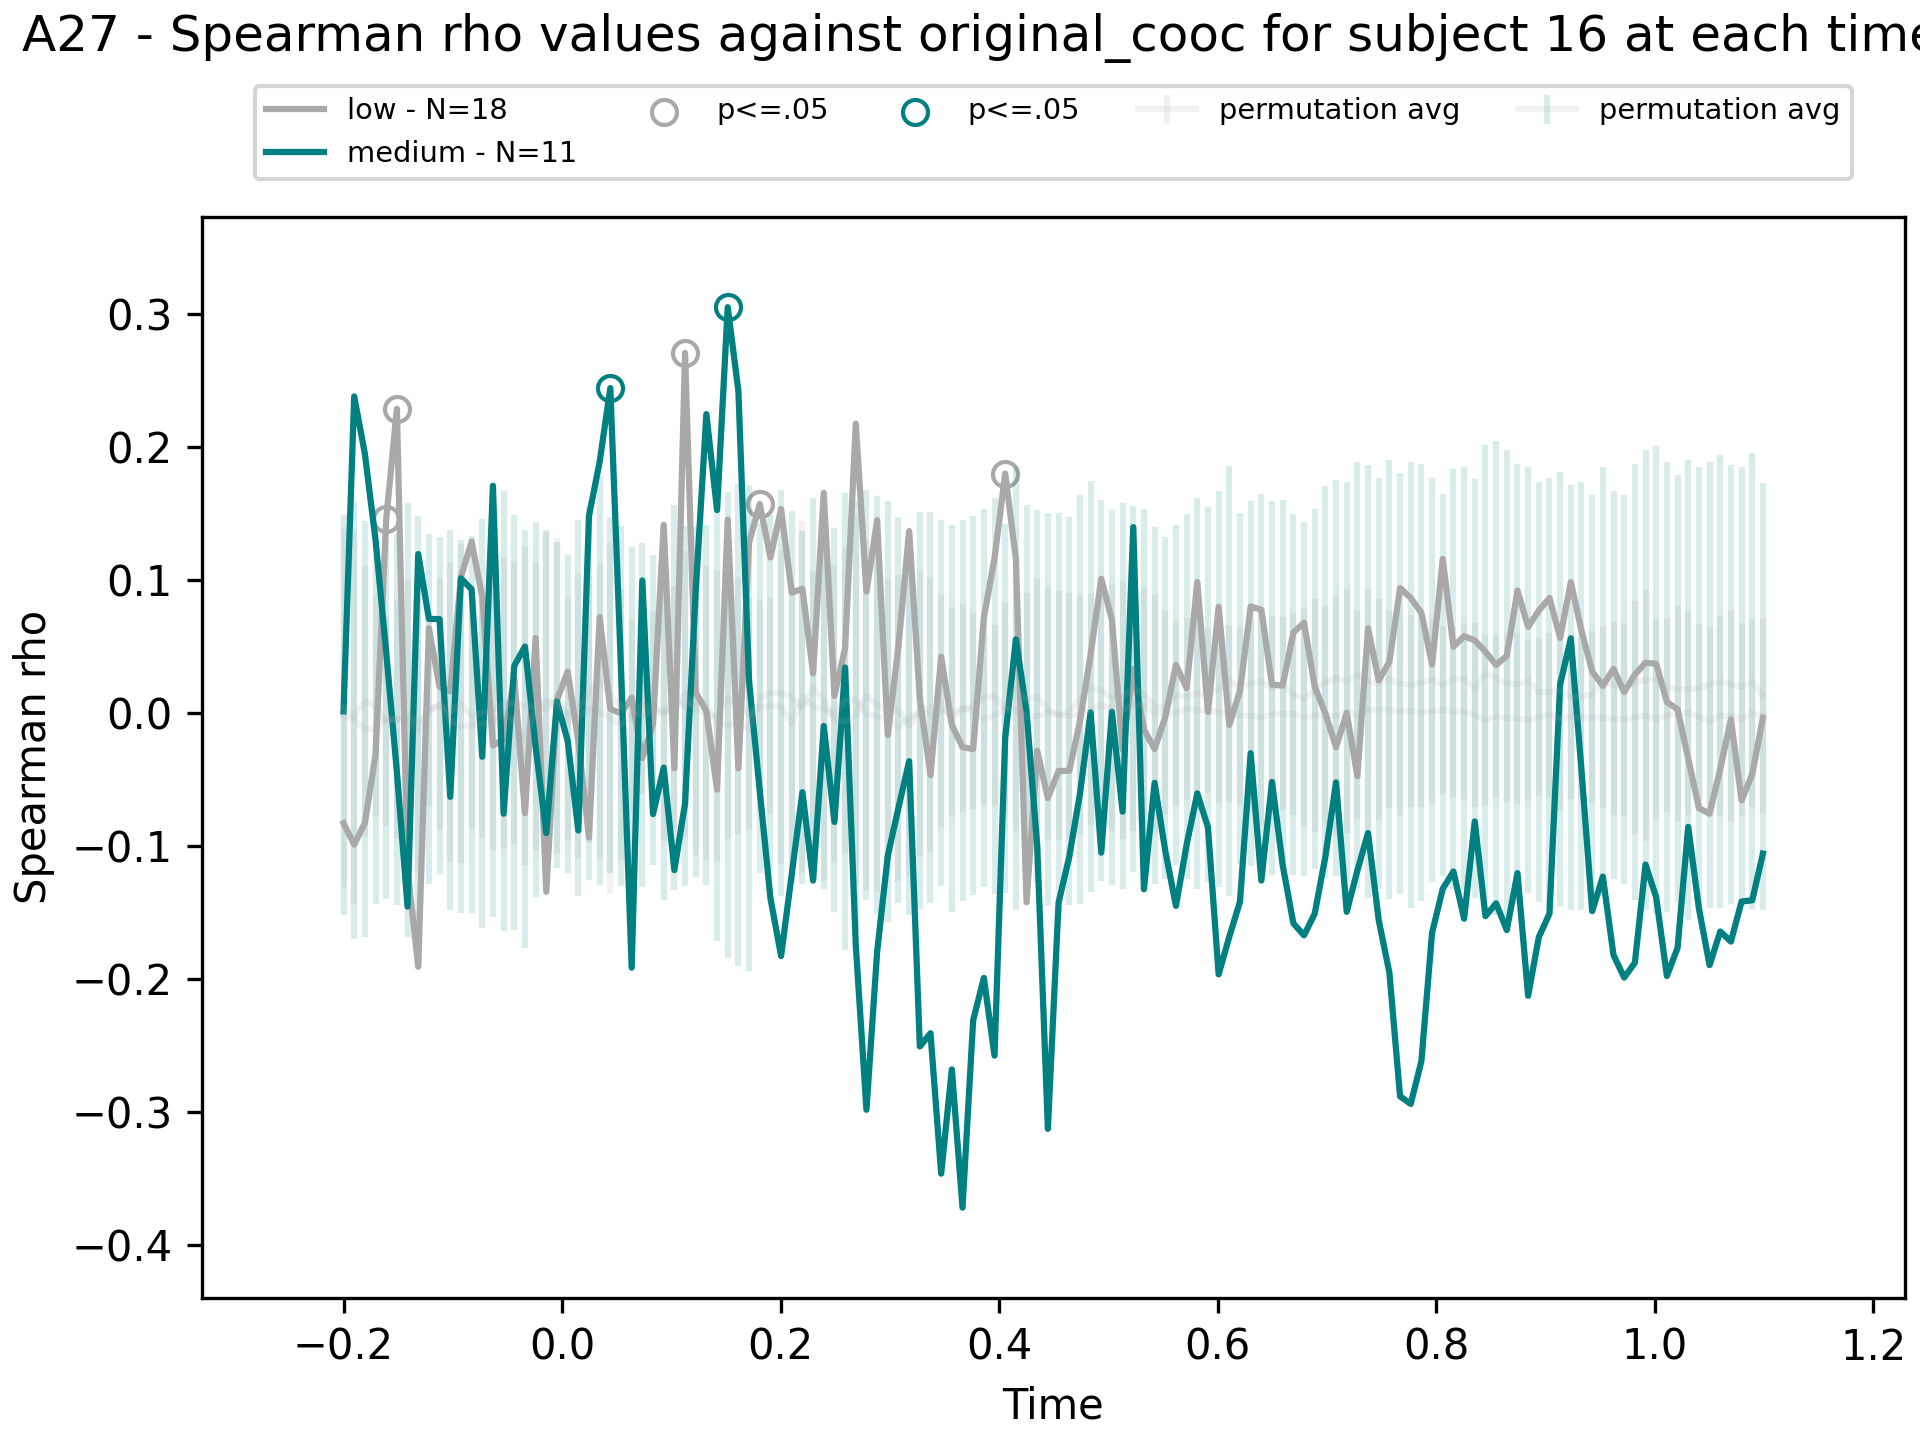 A27 - Spearman rho values against original_cooc for subject 16 at each time
low - N=18
medium - N=11
p<=.05
p<=.05
permutation avg
permutation avg
0.3
0.2
0.1
0.0
−0.1
−0.2
−0.3
−0.4
Spearman rho
−0.2 0.0 0.2 0.4 0.6 0.8 1.0 1.2
Time